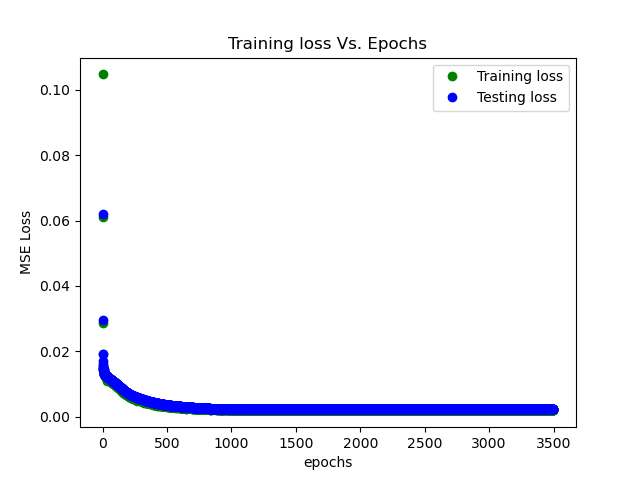 Training loss Vs. Epochs
Training loss
Testing loss
MSE Loss
0.10
0.08
0.06
0.04
0.02
0.00
0 500 1000 1500 2000 2500 3000 3500
epochs